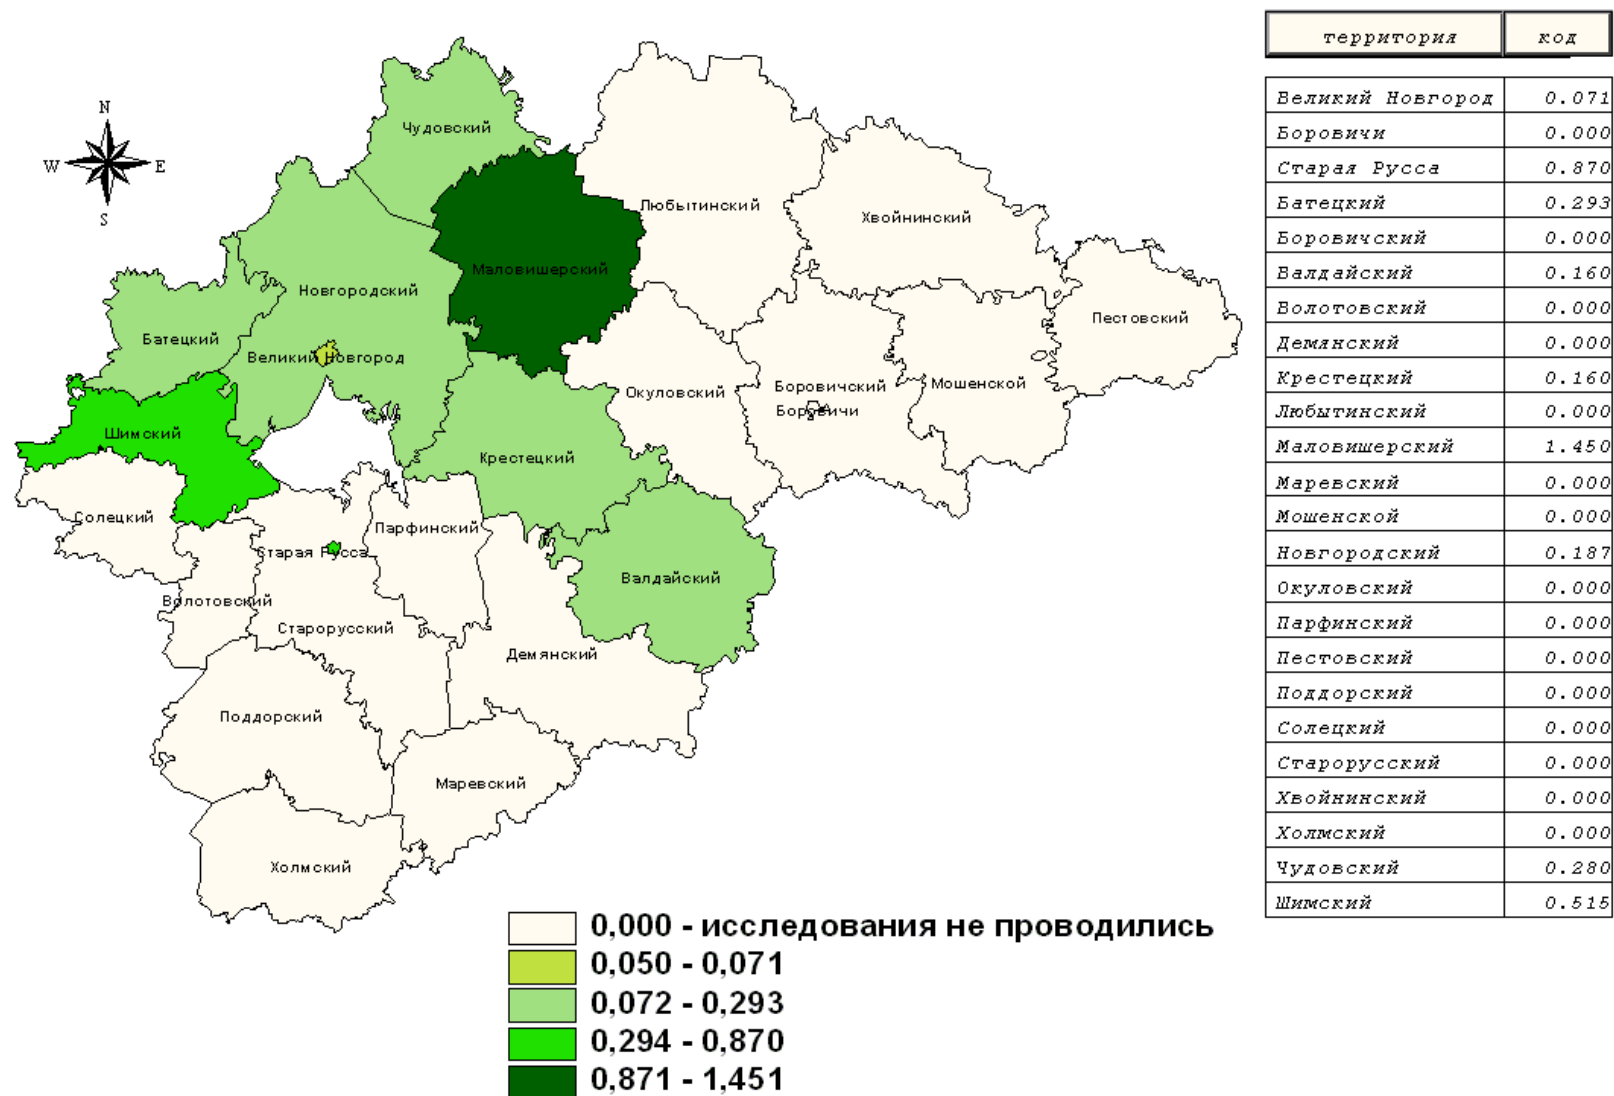 территория код
Великий Новгород 0.071
Боровичи 0.000
Старая Русса 0.870
Батецкий 0.293
Боровичский 0.000
Валдайский 0.160
Волотовский 0.000
Демянский 0.000
Крестецкий 0.160
Любытинский 0.000
Маловишерский 1.450
Маревский 0.000
Мошенской 0.000
Новгородский 0.187
Окуловский 0.000
Парфинский 0.000
Пестовский 0.000
Поддорский 0.000
Солецкий 0.000
Старорусский 0.000
Хвойнинский 0.000
Холмский 0.000
Чудовский 0.280
Шимский 0.515
N
W E
S
Чудовский
Любытинский
Хвойнинский
Маловишерский
Новгородский
Пестовский
Батецкий
Великий Новгород
Окуловский
Боровичский
Мошенской
Боровичи
Шимский
Крестецкий
Солецкий
Парфинский
Старая Русса
Валдайский
Волотовский
Старорусский
Демянский
Поддорский
Маревский
Холмский
0,000 - исследования не проводились
0,050 - 0,071
0,072 - 0,293
0,294 - 0,870
0,871 - 1,451